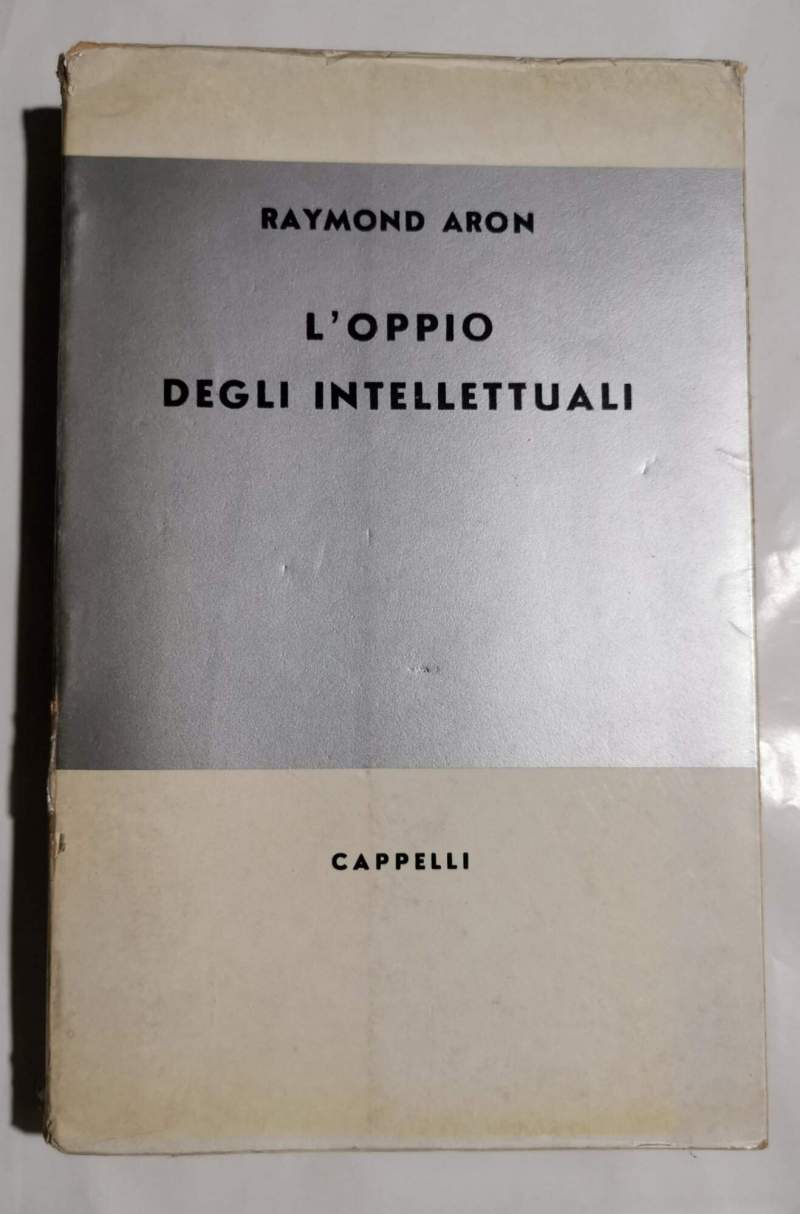 RAYMOND ARON
L'OPPIO
DEGLI INTELLETTUALI
CAPPELLI